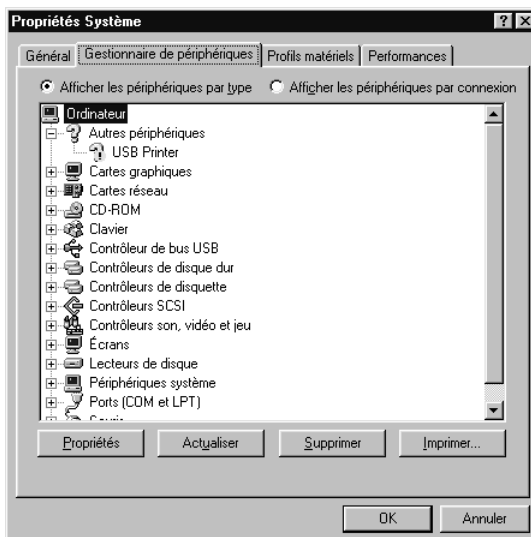 Propriétés Système
Général Gestionnaire de périphériques Profils matériels Performances
Afficher les périphériques par type Afficher les périphériques par connexion
Ordinateur
Autres périphériques
USB Printer
Cartes graphiques
Cartes réseau
CD-ROM
Clavier
Contrôleur de bus USB
Contrôleurs de disque dur
Contrôleurs de disquette
Contrôleurs SCSI
Contrôleurs son, vidéo et jeu
Écrans
Lecteurs de disque
Périphériques système
Ports (COM et LPT)
Propriétés Actualiser Supprimer Imprimer...
OK Annuler